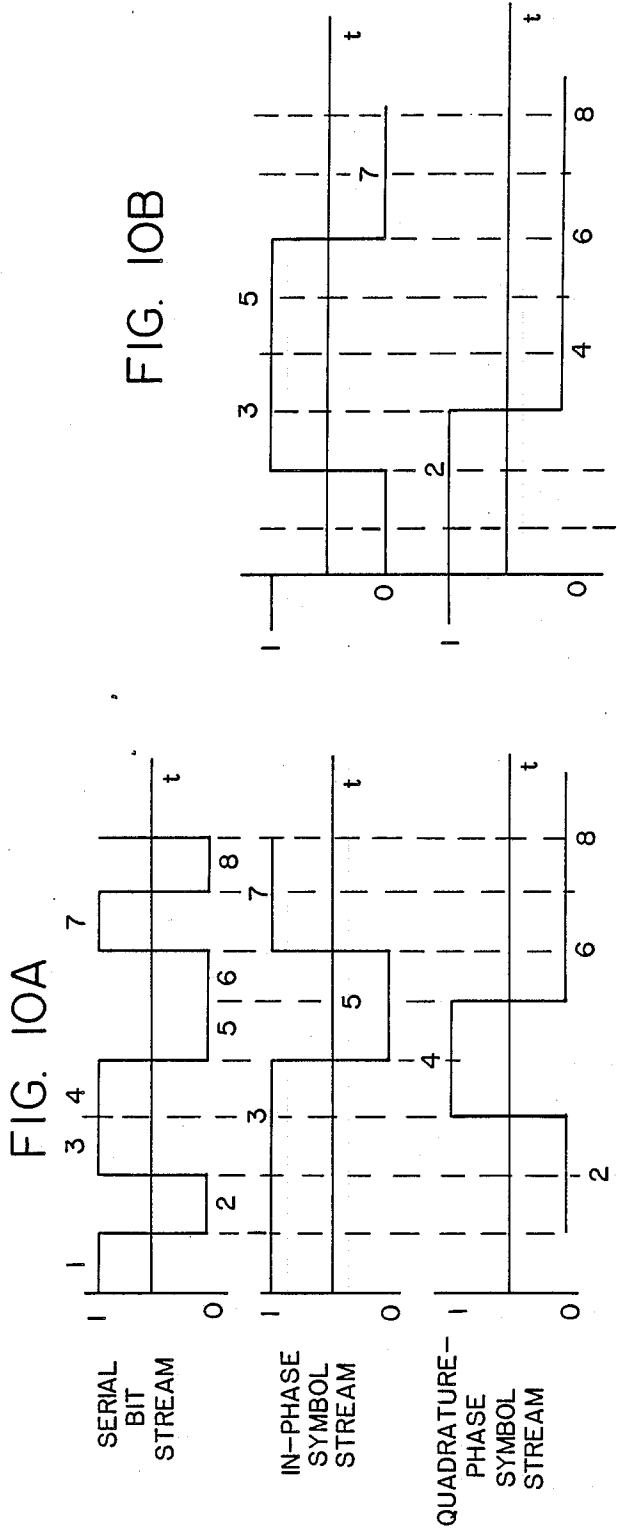 FIG. 10A
SERIAL
BIT
STREAM
1
0
1
2
3
4
5
6
7
8
t
IN-PHASE
SYMBOL
STREAM
1
0
3
5
7
t
QUADRATURE-
PHASE
SYMBOL
STREAM
1
0
2
4
6
8
t
FIG. 10B
1
0
3
5
7
t
1
0
1
2
4
6
8
t